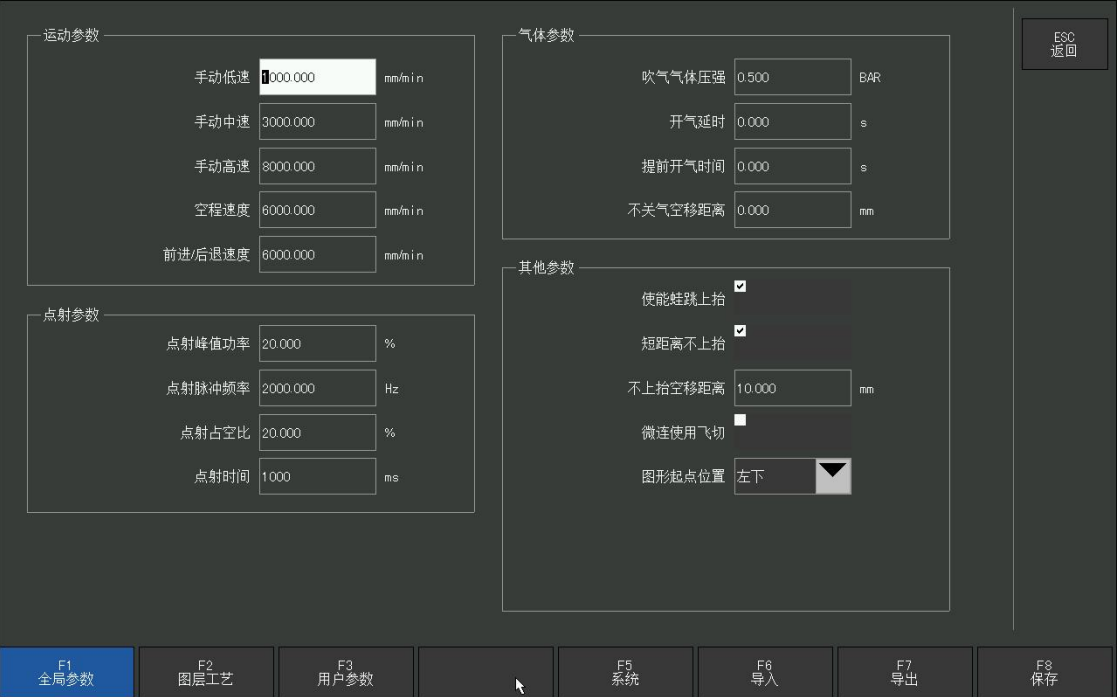 运动参数
手动低速 1000.000 mm/min
手动中速 3000.000 mm/min
手动高速 8000.000 mm/min
空程速度 6000.000 mm/min
前进/后退速度 6000.000 mm/min
点射参数
点射峰值功率 20.000 %
点射脉冲频率 2000.000 Hz
点射占空比 20.000 %
点射时间 1000 ms
气体参数
吹气气体压强 0.500 BAR
开气延时 0.000 s
提前开气时间 0.000 s
不关气空移距离 0.000 mm
其他参数
使能蛙跳上抬
短距离不上抬
不上抬空移距离 10.000 mm
微连使用飞切
图形起点位置 左下
ESC
返回
F1
全局参数
F2
图层工艺
F3
用户参数
F5
系统
F6
导入
F7
导出
F8
保存